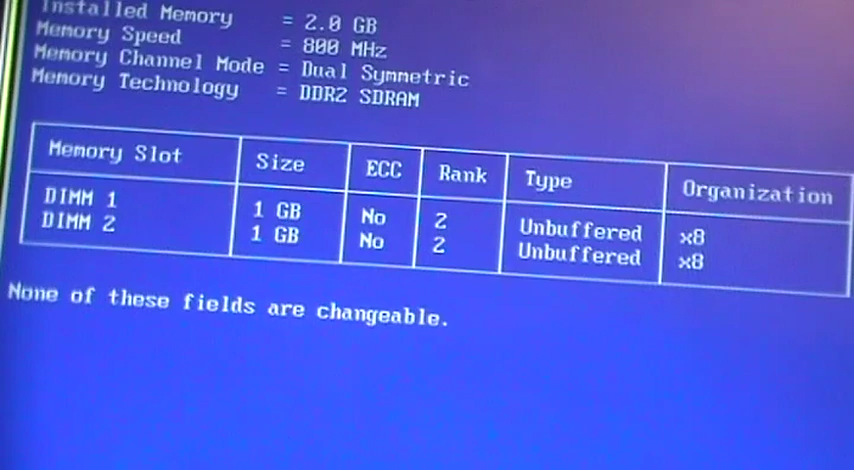 Installed Memory = 2.0 GB
Memory Speed = 800 MHz
Memory Channel Mode = Dual Symmetric
Memory Technology = DDR2 SDRAM
Memory Slot Size ECC Rank Type Organization
DIMM 1 1 GB No 2 Unbuffered x8
DIMM 2 1 GB No 2 Unbuffered x8
None of these fields are changeable.